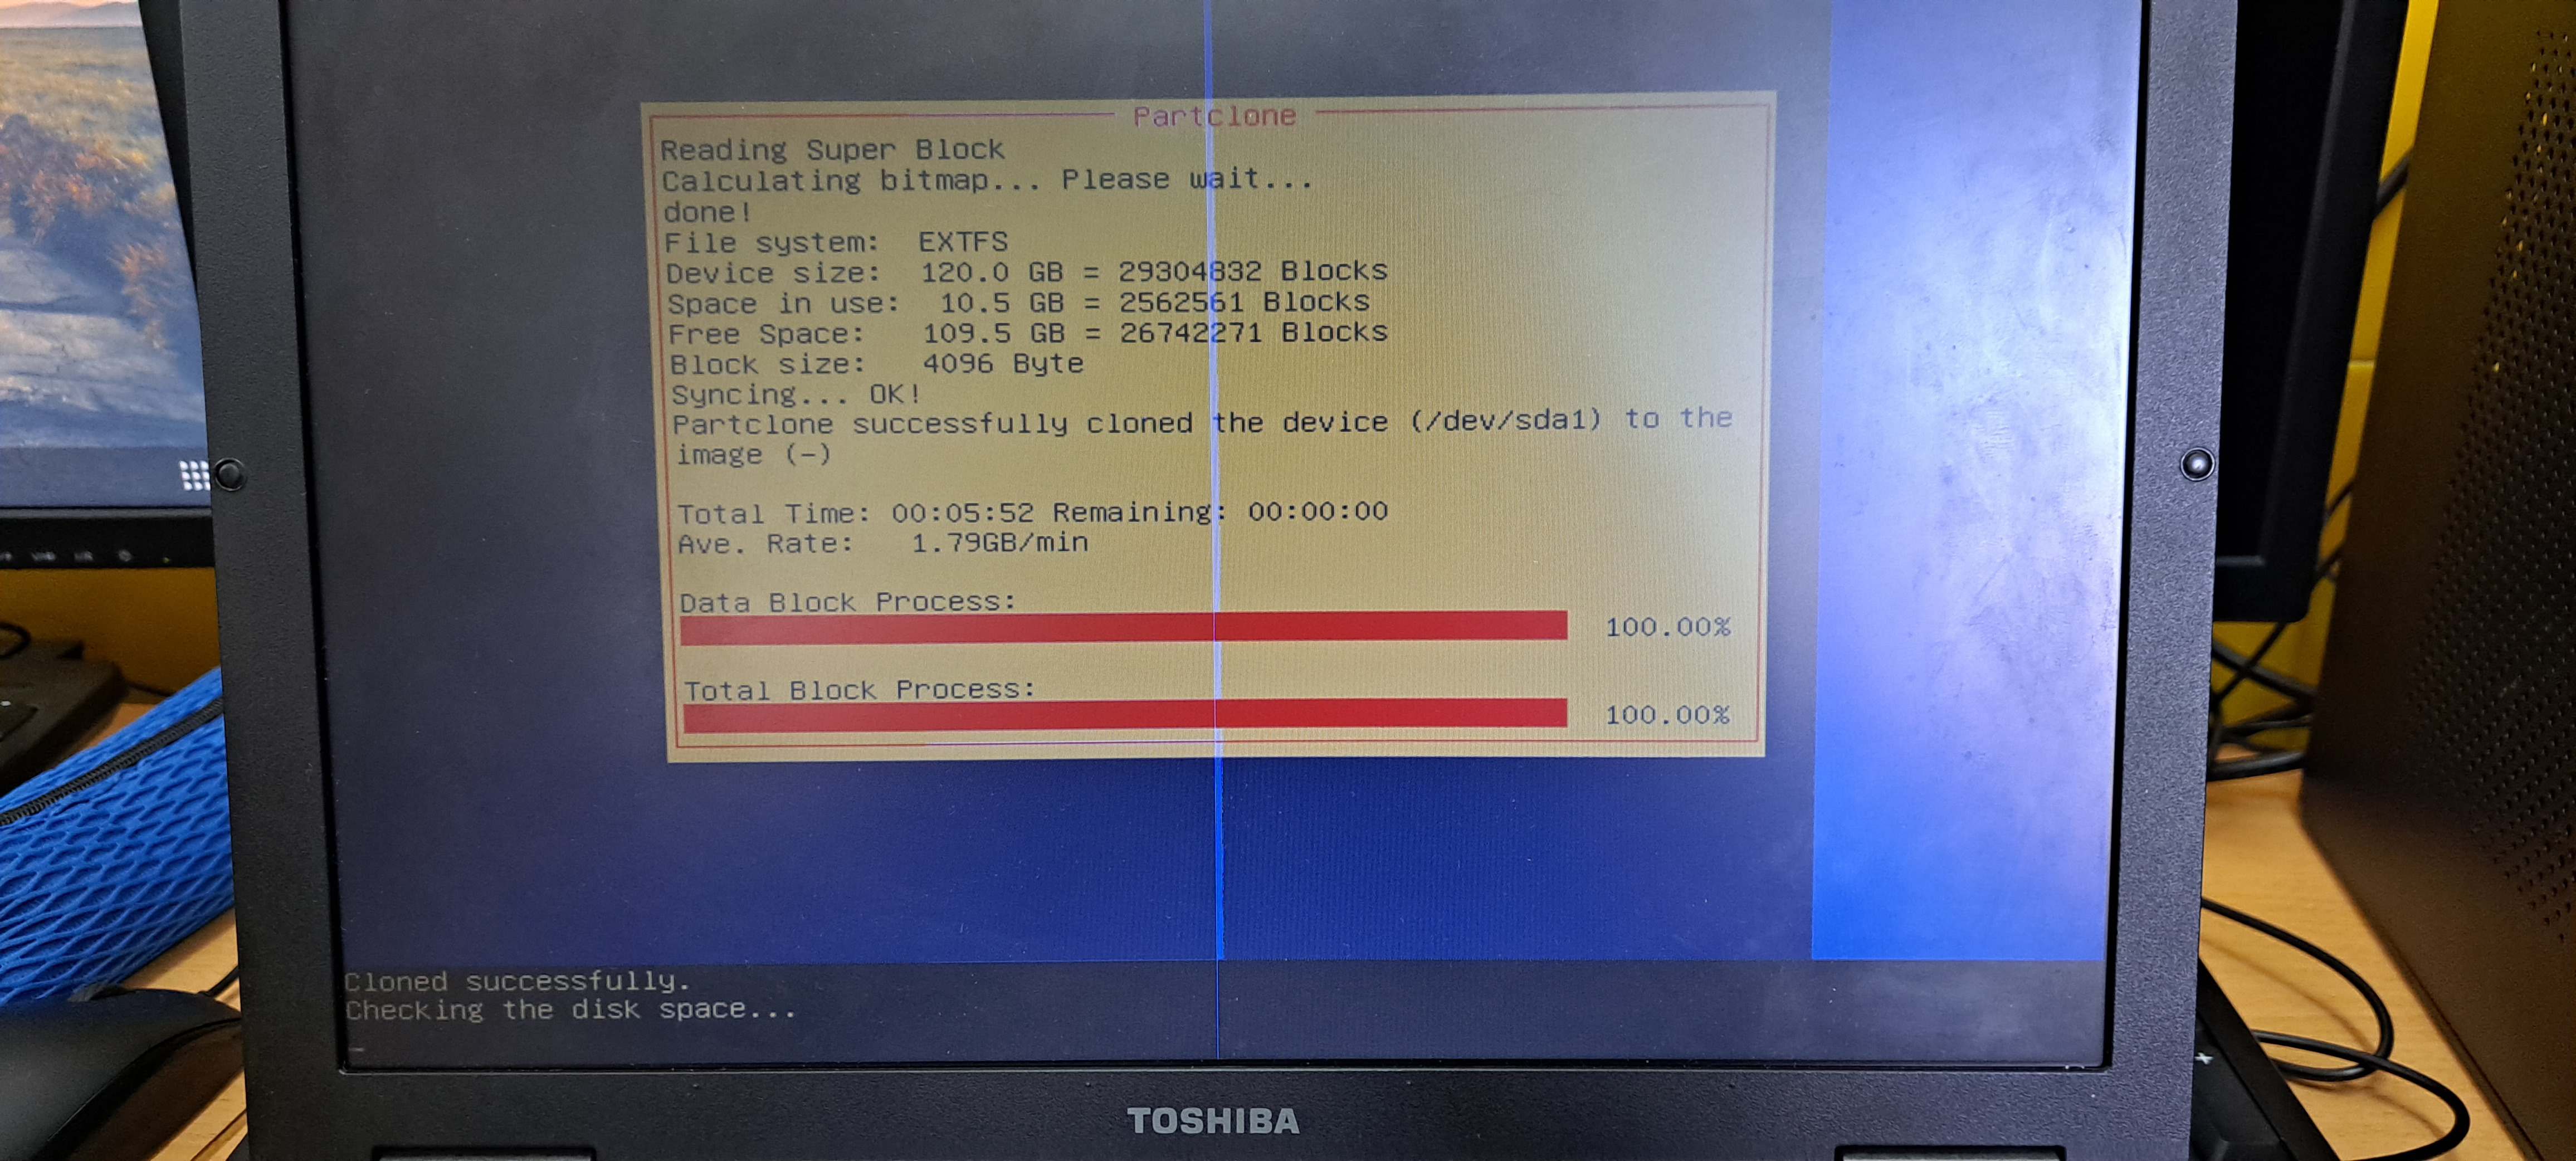 Partclone
Reading Super Block
Calculating bitmap... Please wait...
done!
File system:  EXTFS
Device size:  120.0 GB = 29304832 Blocks
Space in use:  10.5 GB = 2562561 Blocks
Free Space:   109.5 GB = 26742271 Blocks
Block size:   4096 Byte
Syncing... OK!
Partclone successfully cloned the device (/dev/sda1) to the
image (-)
Total Time: 00:05:52 Remaining: 00:00:00
Ave. Rate:   1.79GB/min
Data Block Process:
100.00%
Total Block Process:
100.00%
Cloned successfully.
Checking the disk space...
TOSHIBA